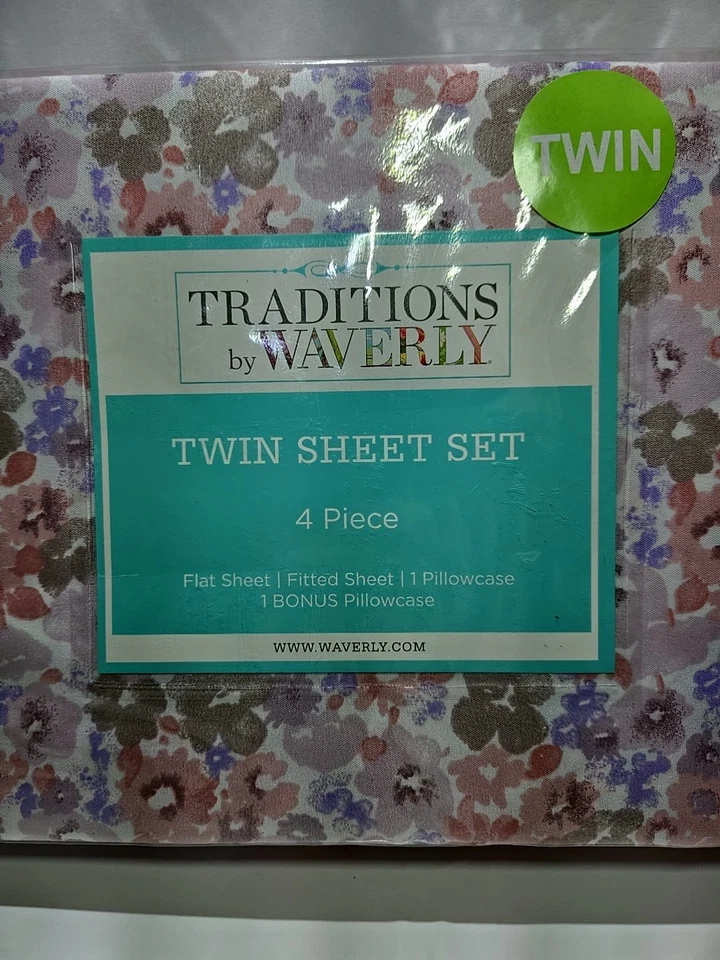 TWIN
TRADITIONS
by WAVERLY®
TWIN SHEET SET
4 Piece
Flat Sheet | Fitted Sheet | 1 Pillowcase
1 BONUS Pillowcase
WWW.WAVERLY.COM